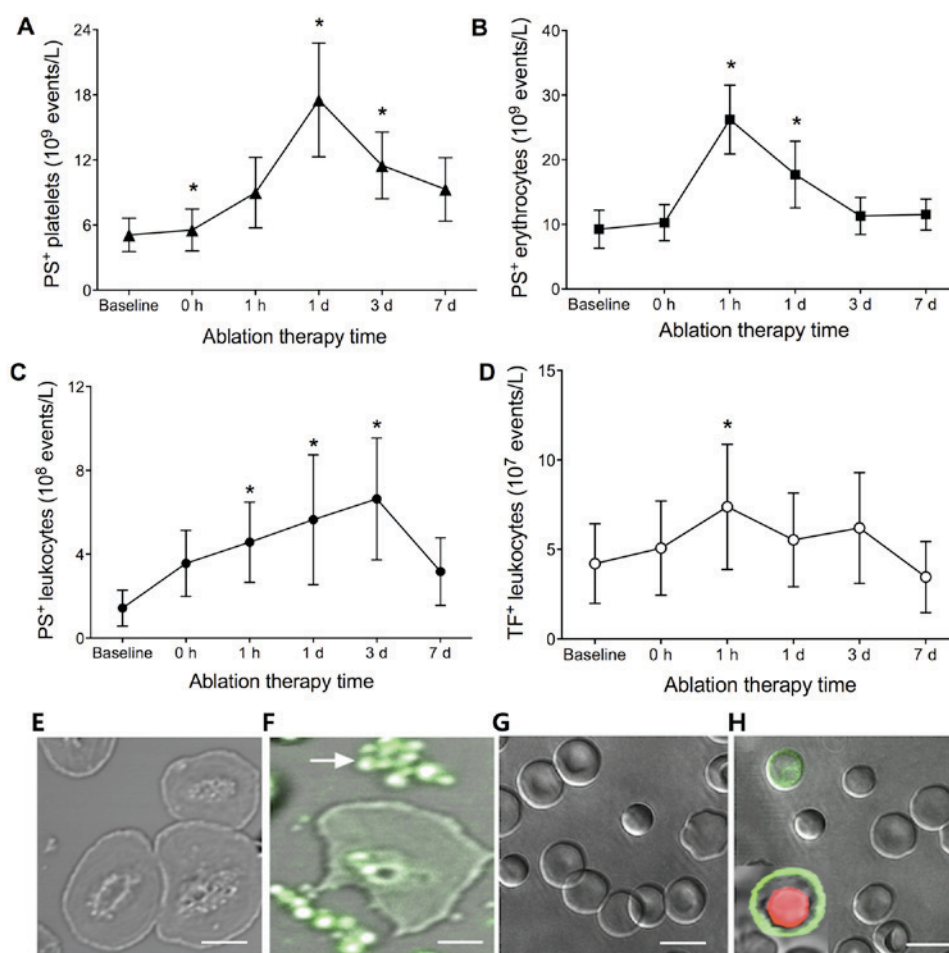 A
PS⁺ platelets (10⁹ events/L)
24
18
12
6
0
*
*
*
Baseline 0 h 1 h 1 d 3 d 7 d
Ablation therapy time
B
PS⁺ erythrocytes (10⁹ events/L)
40
30
20
10
0
*
*
Baseline 0 h 1 h 1 d 3 d 7 d
Ablation therapy time
C
PS⁺ leukocytes (10⁸ events/L)
12
8
4
0
*
*
*
Baseline 0 h 1 h 1 d 3 d 7 d
Ablation therapy time
D
TF⁺ leukocytes (10⁷ events/L)
15
10
5
0
*
Baseline 0 h 1 h 1 d 3 d 7 d
Ablation therapy time
E
F
G
H